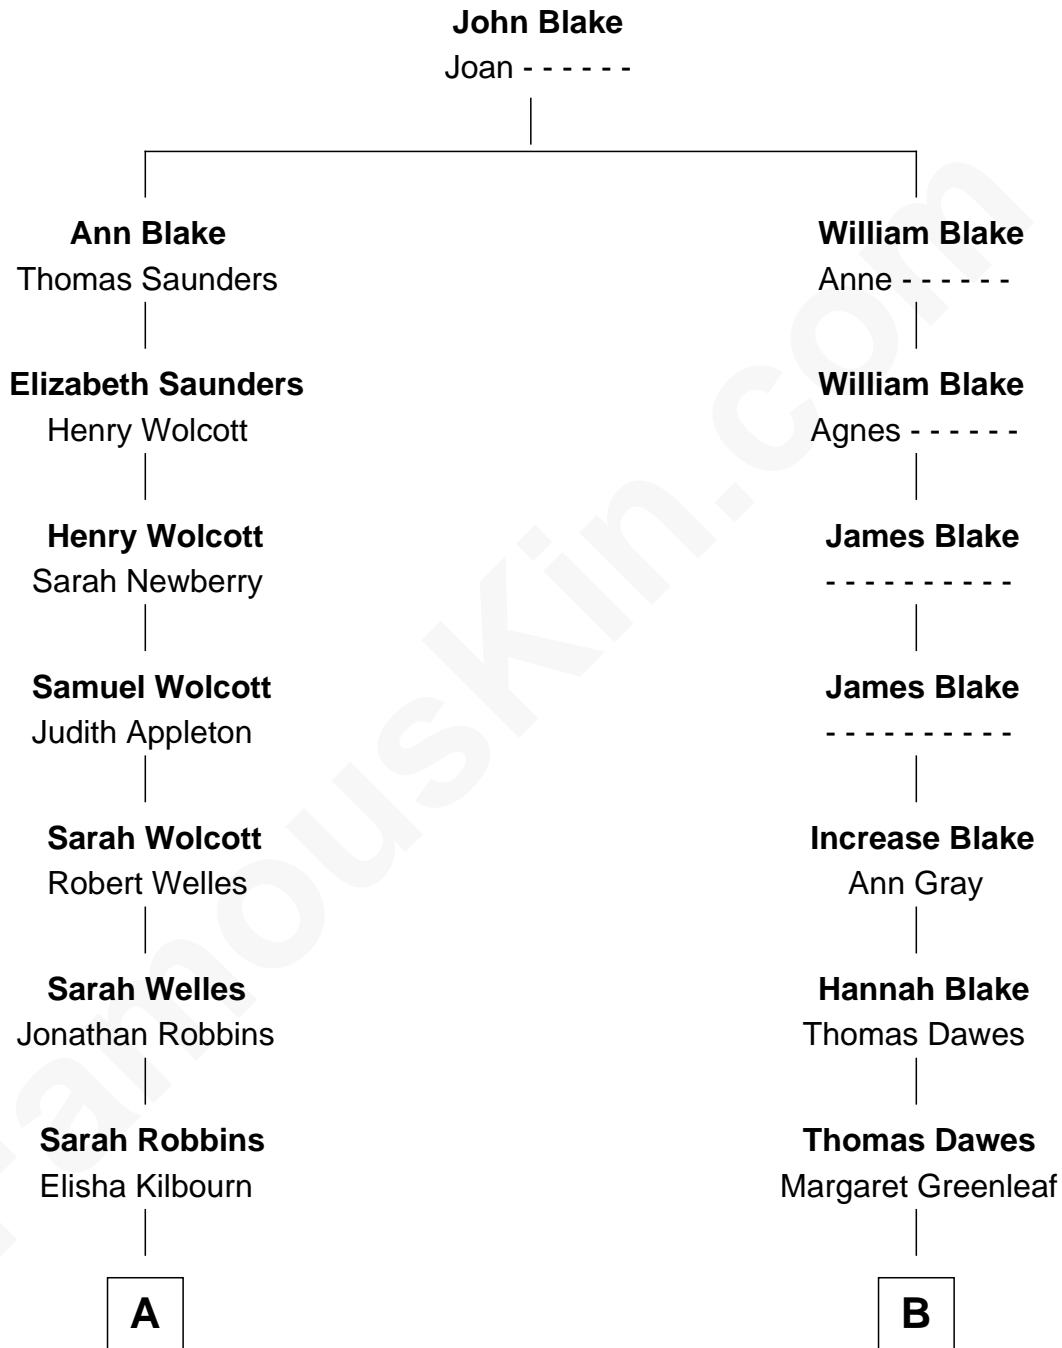 John Blake
Joan - - - - - -
Ann Blake
Thomas Saunders
William Blake
Anne - - - - - -
Elizabeth Saunders
Henry Wolcott
William Blake
Agnes - - - - - -
Henry Wolcott
Sarah Newberry
James Blake
- - - - - - - - - -
Samuel Wolcott
Judith Appleton
James Blake
- - - - - - - - - -
Sarah Wolcott
Robert Welles
Increase Blake
Ann Gray
Sarah Welles
Jonathan Robbins
Hannah Blake
Thomas Dawes
Sarah Robbins
Elisha Kilbourn
Thomas Dawes
Margaret Greenleaf
A
B
FamousKin.com